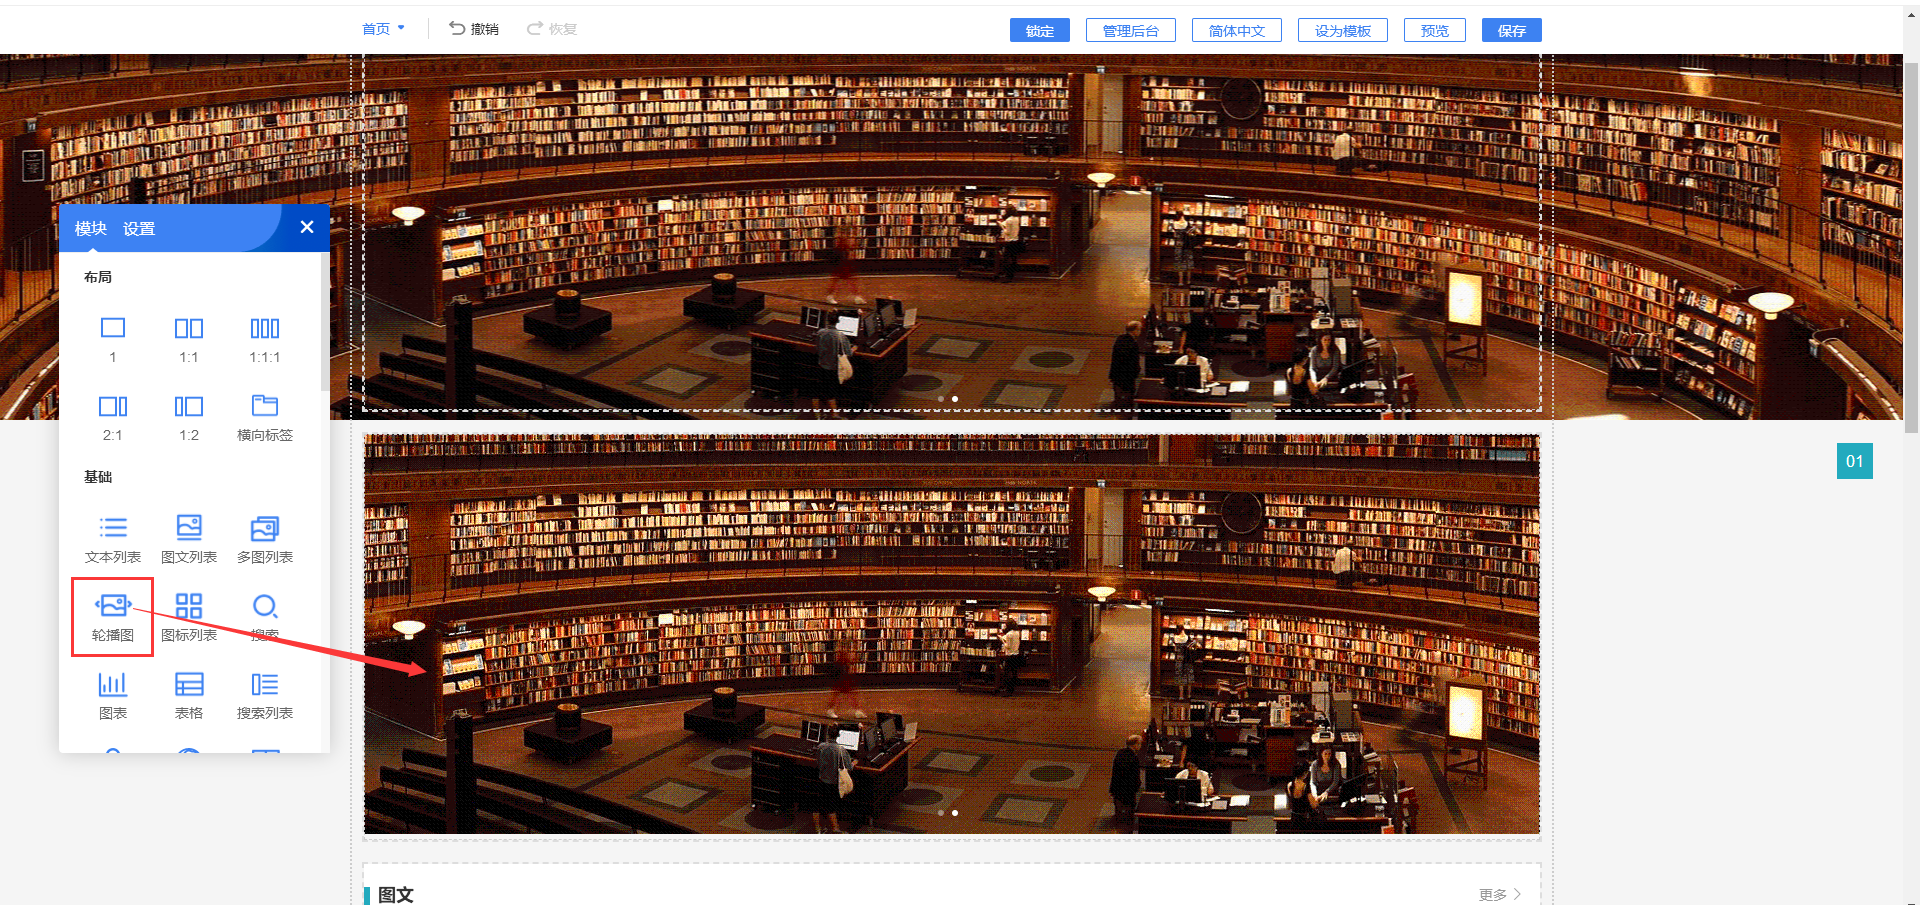 首页 撤销 恢复 锁定 管理后台 简体中文 设为模板 预览 保存
模块 设置
布局
1 1:1 1:1:1
2:1 1:2 横向标签
基础
文本列表 图文列表 多图列表
轮播图 图标列表 搜索
图表 表格 搜索列表
01
图文 更多